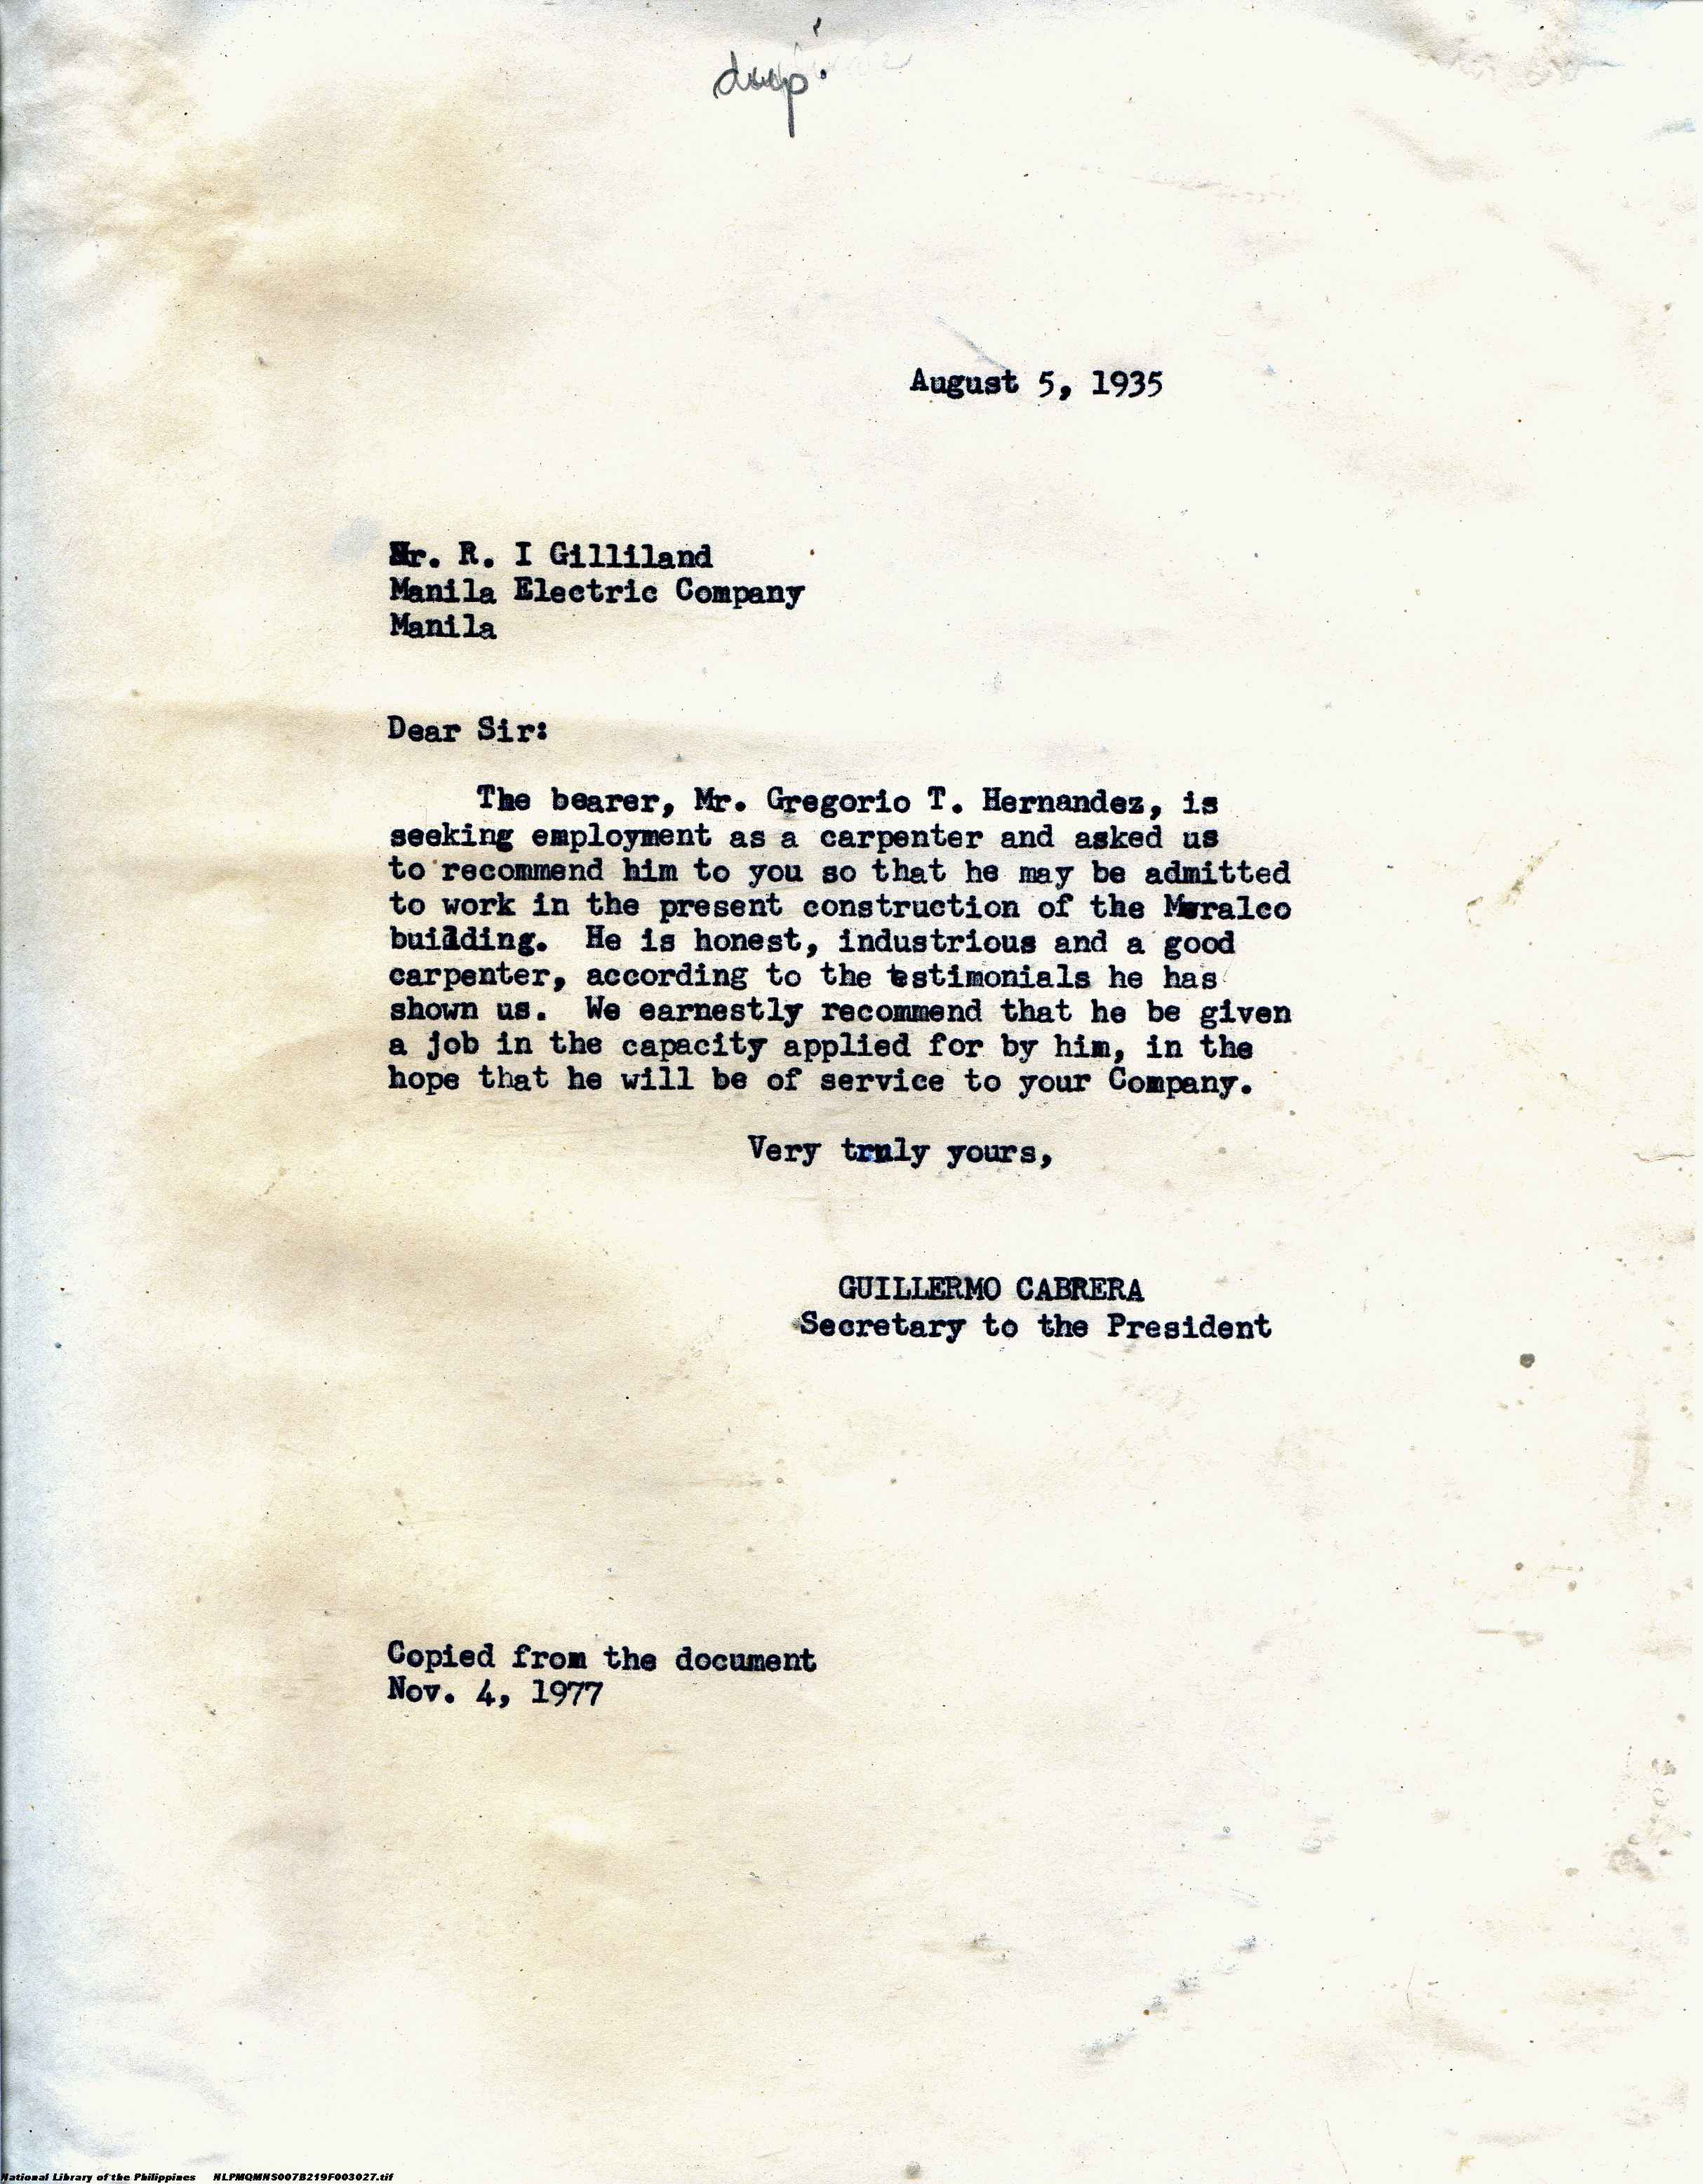 dup.
August 5, 1935
Mr. R. I Gilliland
Manila Electric Company
Manila
Dear Sir:
The bearer, Mr. Gregorio T. Hernandez, is
seeking employment as a carpenter and asked us
to recommend him to you so that he may be admitted
to work in the present construction of the Meralco
building. He is honest, industrious and a good
carpenter, according to the testimonials he has
shown us. We earnestly recommend that he be given
a job in the capacity applied for by him, in the
hope that he will be of service to your Company.
Very truly yours,
GUILLERMO CABRERA
Secretary to the President
Copied from the document
Nov. 4, 1977
National Library of the Philippines NLPMQMNS007B219F003027.tif